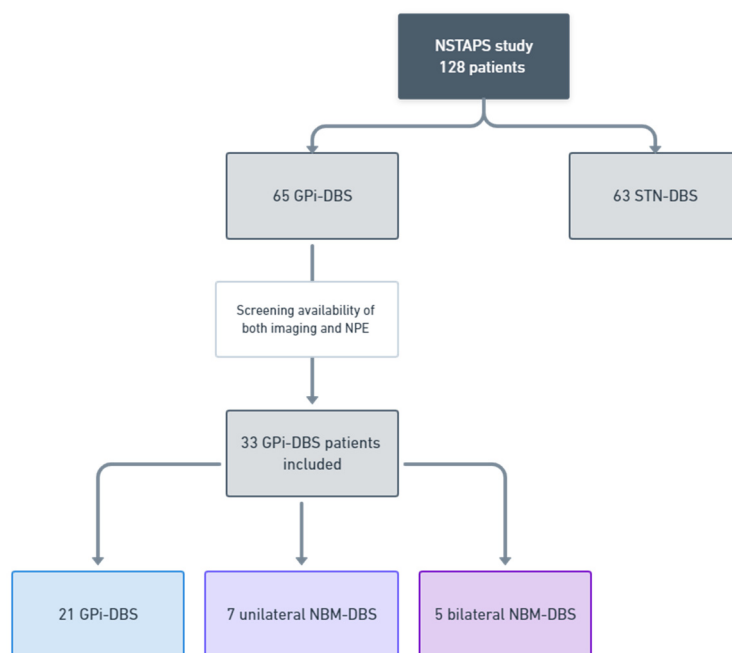 NSTAPS study
128 patients
65 GPi-DBS
63 STN-DBS
Screening availability of
both imaging and NPE
33 GPi-DBS patients
included
21 GPi-DBS
7 unilateral NBM-DBS
5 bilateral NBM-DBS